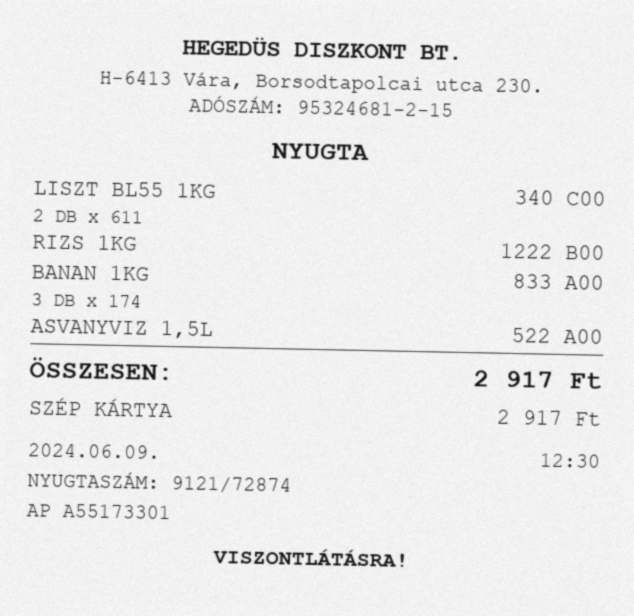 HEGEDÜS DISZKONT BT.
H-6413 Vára, Borsodtapolcai utca 230.
ADÓSZÁM: 95324681-2-15
NYUGTA
LISZT BL55 1KG 340 C00
2 DB x 611
RIZS 1KG 1222 B00
BANAN 1KG 833 A00
3 DB x 174
ASVANYVIZ 1,5L 522 A00
ÖSSZESEN: 2 917 Ft
SZÉP KÁRTYA 2 917 Ft
2024.06.09. 12:30
NYUGTASZÁM: 9121/72874
AP A55173301
VISZONTLÁTÁSRA!